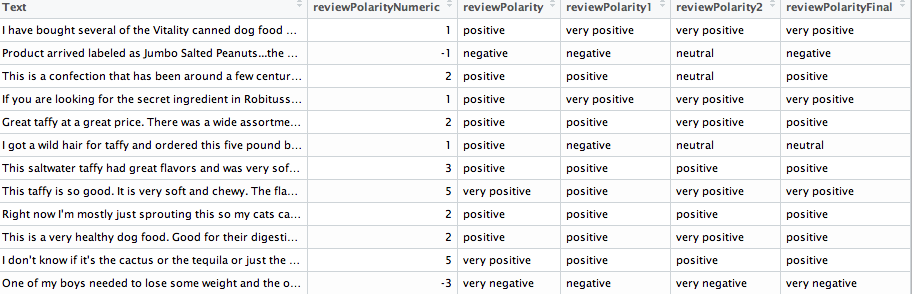 Text reviewPolarityNumeric reviewPolarity reviewPolarity1 reviewPolarity2 reviewPolarityFinal
I have bought several of the Vitality canned dog food ... 1 positive very positive very positive very positive
Product arrived labeled as Jumbo Salted Peanuts...the ... -1 negative negative neutral negative
This is a confection that has been around a few centur... 2 positive positive neutral positive
If you are looking for the secret ingredient in Robituss... 1 positive very positive very positive very positive
Great taffy at a great price. There was a wide assortme... 2 positive positive very positive positive
I got a wild hair for taffy and ordered this five pound b... 1 positive negative neutral neutral
This saltwater taffy had great flavors and was very sof... 3 positive positive positive positive
This taffy is so good. It is very soft and chewy. The fla... 5 very positive positive very positive very positive
Right now I'm mostly just sprouting this so my cats ca... 2 positive positive positive positive
This is a very healthy dog food. Good for their digesti... 2 positive positive very positive positive
I don't know if it's the cactus or the tequila or just the ... 5 very positive positive positive positive
One of my boys needed to lose some weight and the o... -3 very negative negative very negative very negative